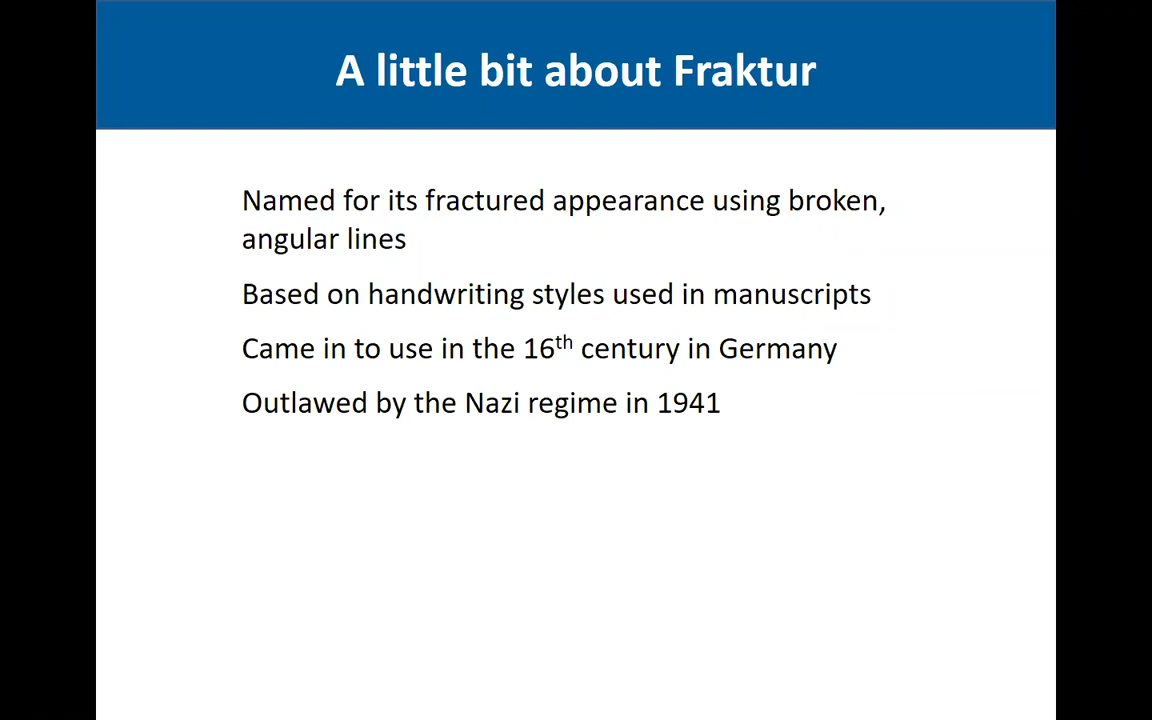 A little bit about Fraktur
Named for its fractured appearance using broken,
angular lines
Based on handwriting styles used in manuscripts
Came in to use in the 16th century in Germany
Outlawed by the Nazi regime in 1941